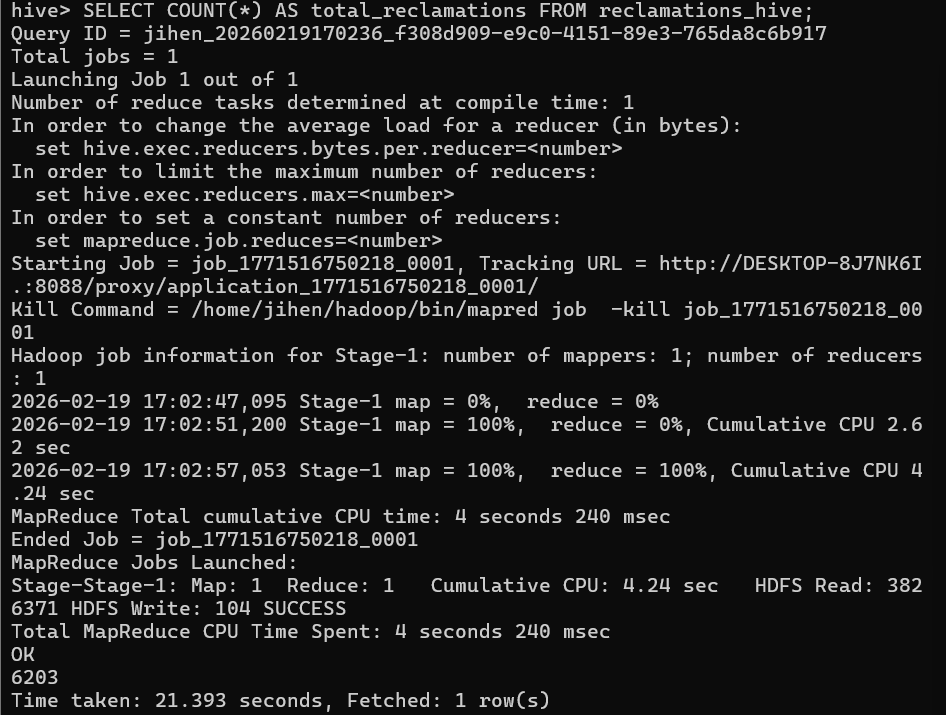 hive> SELECT COUNT(*) AS total_reclamations FROM reclamations_hive;
Query ID = jihen_20260219170236_f308d909-e9c0-4151-89e3-765da8c6b917
Total jobs = 1
Launching Job 1 out of 1
Number of reduce tasks determined at compile time: 1
In order to change the average load for a reducer (in bytes):
  set hive.exec.reducers.bytes.per.reducer=<number>
In order to limit the maximum number of reducers:
  set hive.exec.reducers.max=<number>
In order to set a constant number of reducers:
  set mapreduce.job.reduces=<number>
Starting Job = job_1771516750218_0001, Tracking URL = http://DESKTOP-8J7NK6I
.:8088/proxy/application_1771516750218_0001/
Kill Command = /home/jihen/hadoop/bin/mapred job  -kill job_1771516750218_00
01
Hadoop job information for Stage-1: number of mappers: 1; number of reducers
: 1
2026-02-19 17:02:47,095 Stage-1 map = 0%,  reduce = 0%
2026-02-19 17:02:51,200 Stage-1 map = 100%,  reduce = 0%, Cumulative CPU 2.6
2 sec
2026-02-19 17:02:57,053 Stage-1 map = 100%,  reduce = 100%, Cumulative CPU 4
.24 sec
MapReduce Total cumulative CPU time: 4 seconds 240 msec
Ended Job = job_1771516750218_0001
MapReduce Jobs Launched:
Stage-Stage-1: Map: 1  Reduce: 1   Cumulative CPU: 4.24 sec   HDFS Read: 382
6371 HDFS Write: 104 SUCCESS
Total MapReduce CPU Time Spent: 4 seconds 240 msec
OK
6203
Time taken: 21.393 seconds, Fetched: 1 row(s)